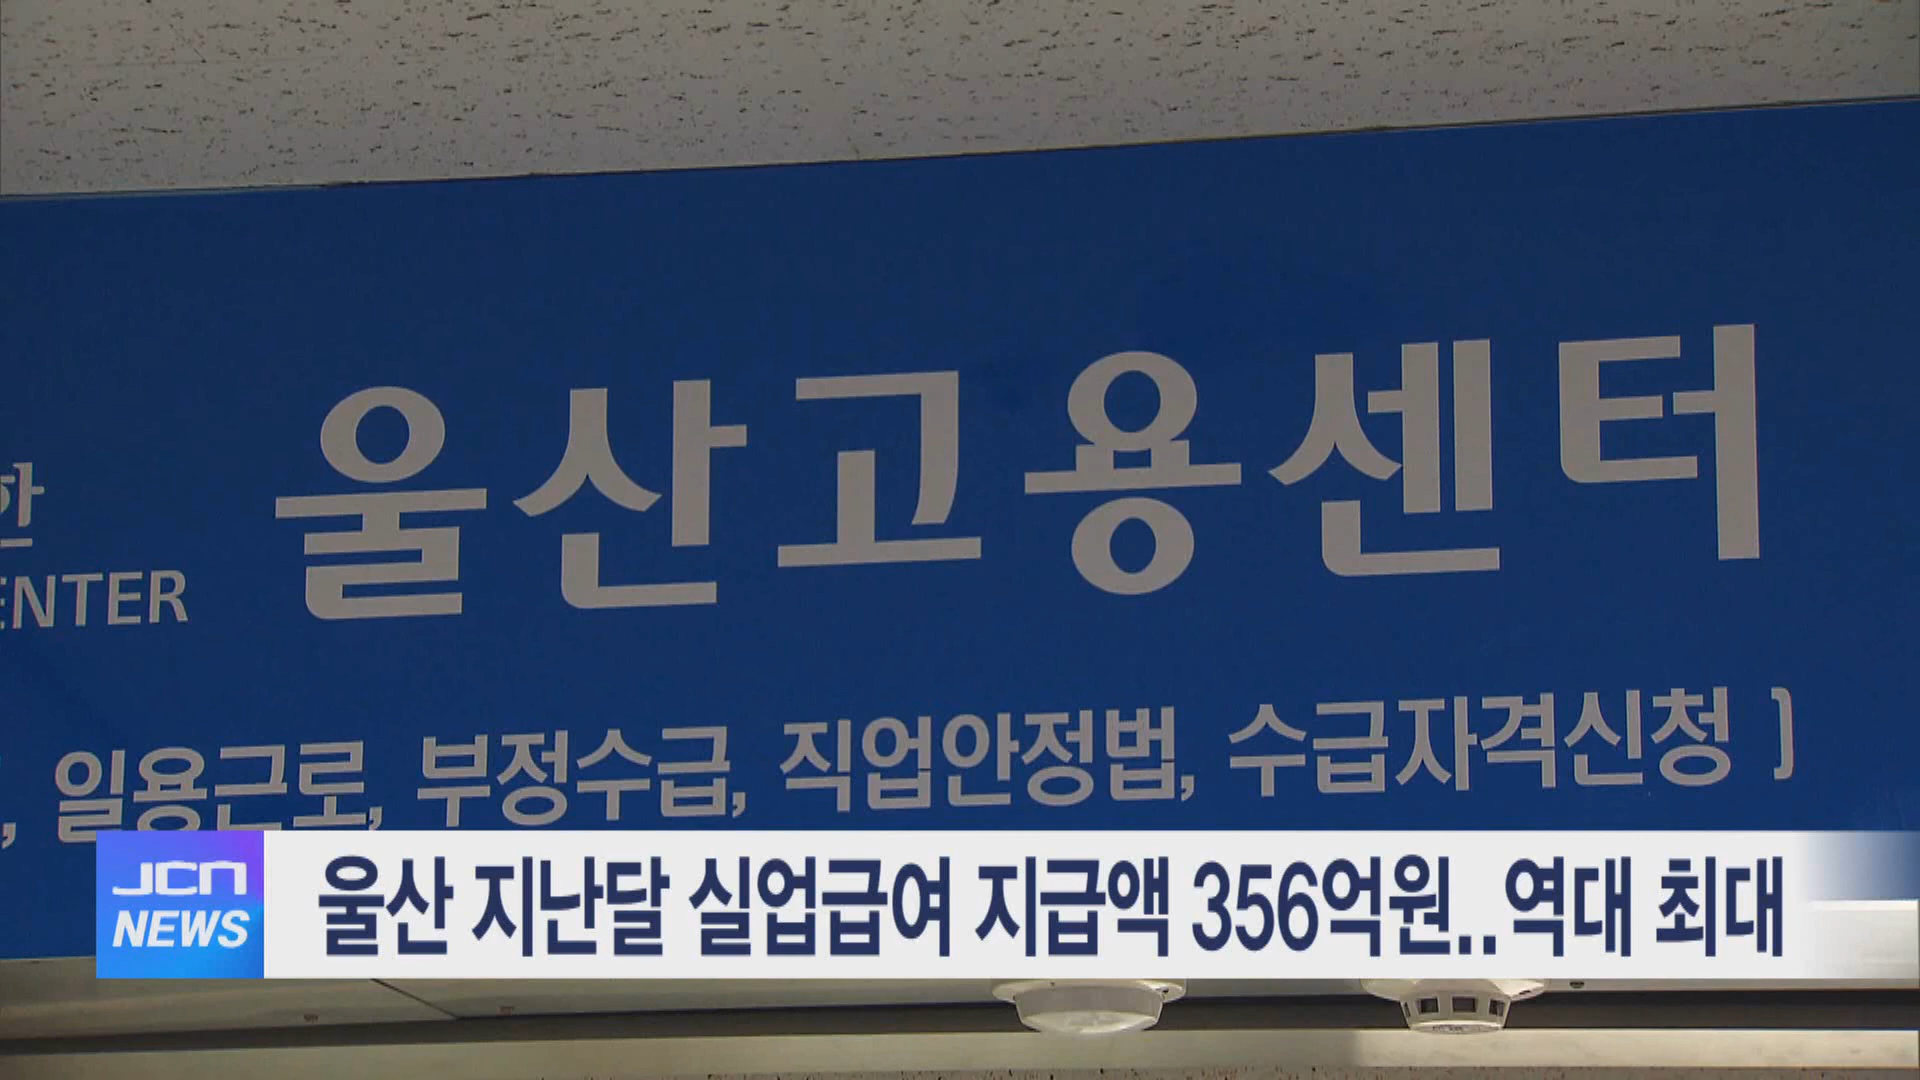 울산고용센터
일용근로, 부정수급, 직업안정법, 수급자격신청 )
JCN
NEWS
울산 지난달 실업급여 지급액 356억원..역대 최대